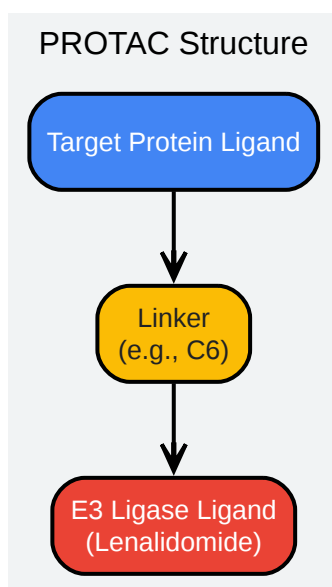 PROTAC Structure
Target Protein Ligand
Linker
(e.g., C6)
E3 Ligase Ligand
(Lenalidomide)